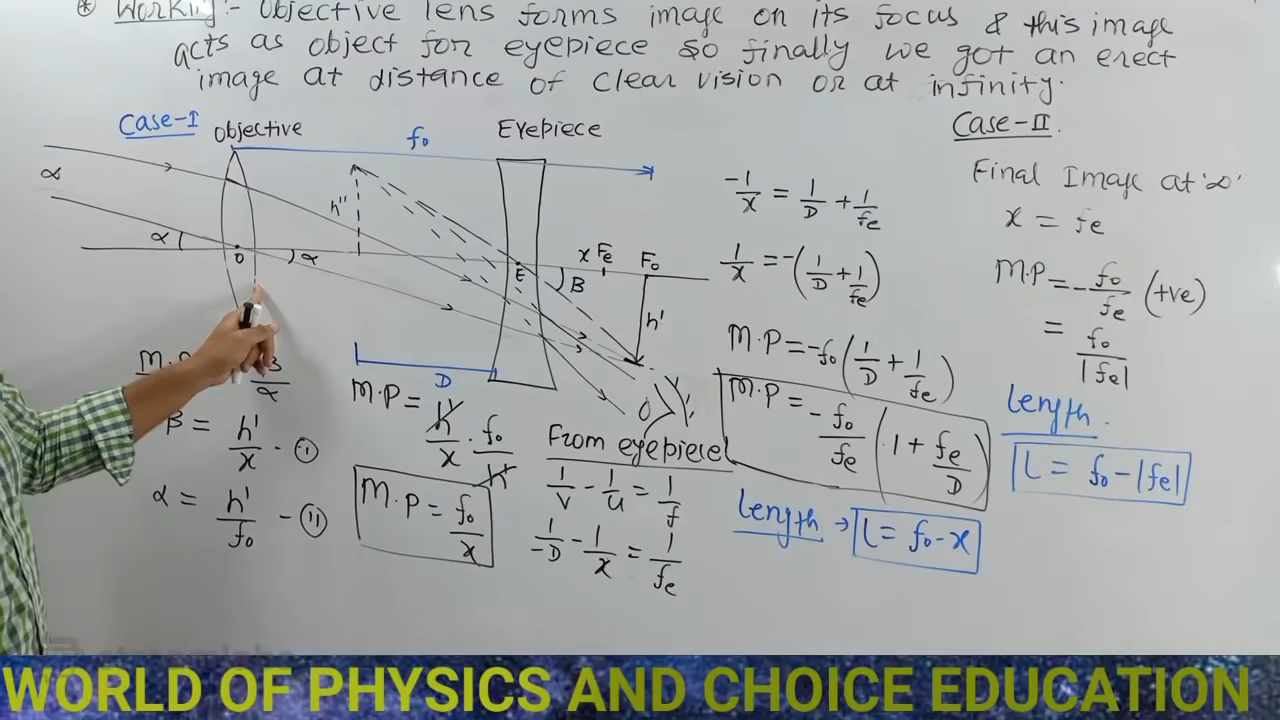 * Working:- Objective lens forms image on its focus & this image
acts as object for eyepiece so finally we got an erect
image at distance of clear vision or at infinity.
Case-I
Objective
f₀
Eyepiece
∝
α
O
α
h''
E
β
x
Fe
F₀
h'
D
β = h'/x - (i)
α = h'/f₀ - (ii)
M.P = h'/x · f₀/h'
M.P = f₀/x
From eyepiece
1/V - 1/u = 1/f
1/-D - 1/x = 1/fe
-1/x = 1/D + 1/fe
1/x = -(1/D + 1/fe)
M.P = -f₀(1/D + 1/fe)
M.P = -f₀/fe (1 + fe/D)
Length → L = f₀ - x
Case-II.
Final Image at '∞'
x = fe
M.P = -f₀/fe (+ve)
= f₀/|fe|
Length.
L = f₀ - |fe|
WORLD OF PHYSICS AND CHOICE EDUCATION